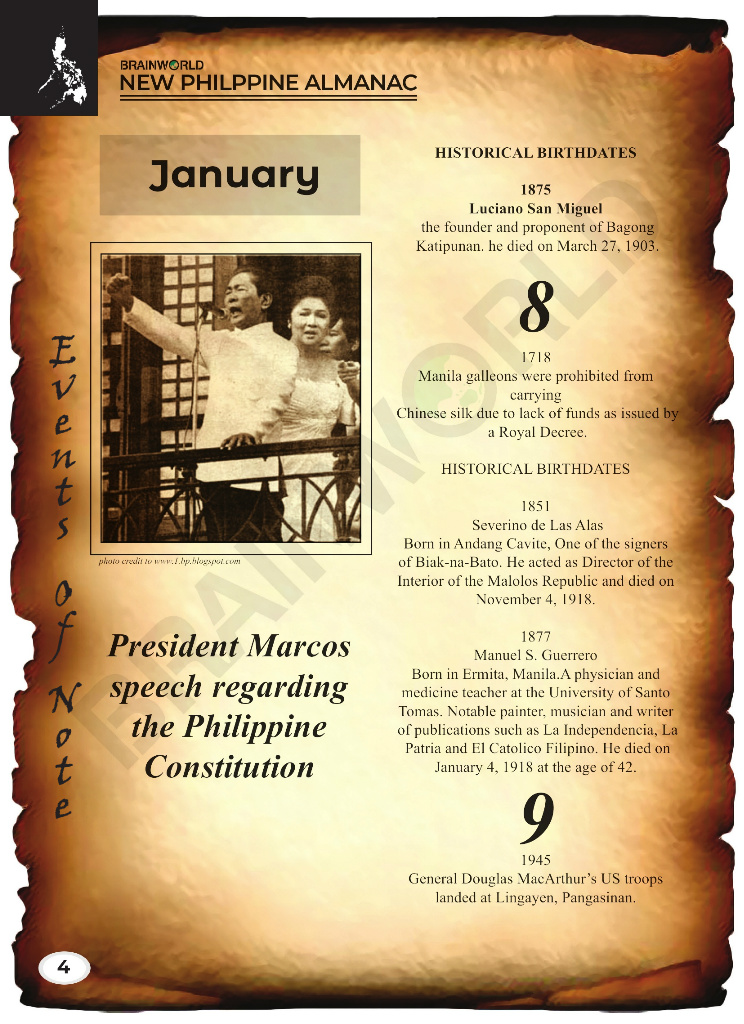 BRAINWORLD
NEW PHILPPINE ALMANAC
January
Events of Note
photo credit to www.1.bp.blogspot.com
President Marcos
speech regarding
the Philippine
Constitution
HISTORICAL BIRTHDATES
1875
Luciano San Miguel
the founder and proponent of Bagong
Katipunan. he died on March 27, 1903.
8
1718
Manila galleons were prohibited from
carrying
Chinese silk due to lack of funds as issued by
a Royal Decree.
HISTORICAL BIRTHDATES
1851
Severino de Las Alas
Born in Andang Cavite, One of the signers
of Biak-na-Bato. He acted as Director of the
Interior of the Malolos Republic and died on
November 4, 1918.
1877
Manuel S. Guerrero
Born in Ermita, Manila.A physician and
medicine teacher at the University of Santo
Tomas. Notable painter, musician and writer
of publications such as La Independencia, La
Patria and El Catolico Filipino. He died on
January 4, 1918 at the age of 42.
9
1945
General Douglas MacArthur's US troops
landed at Lingayen, Pangasinan.
4
BRAINWORLD